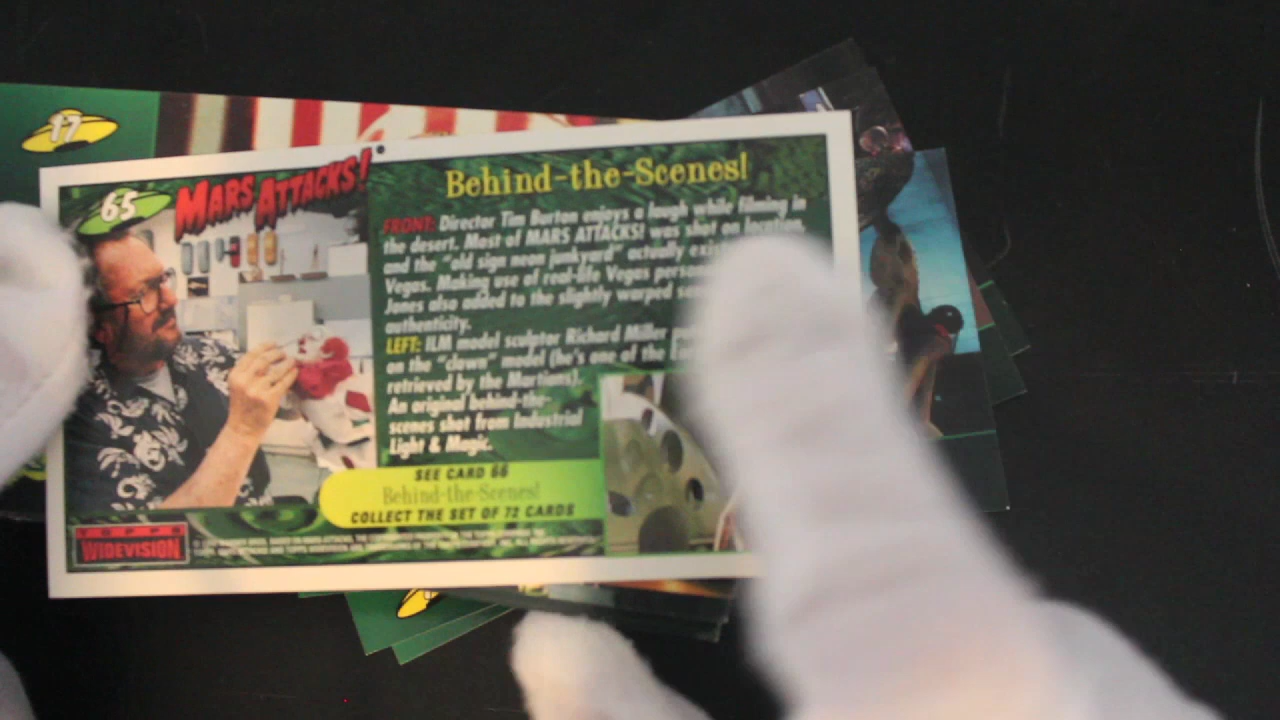 17
65
MARS ATTACKS!
Behind-the-Scenes!
FRONT: Director Tim Burton enjoys a laugh while filming in
the desert. Most of MARS ATTACKS! was shot on location,
and the "old sign neon junkyard" actually exis
Vegas. Making use of real-life Vegas person
Jones also added to the slightly warped
authenticity.
LEFT: ILM model sculptor Richard Miller
on the "clown" model (he's one of the
retrieved by the Martians).
An original behind-the-
scenes shot from Industrial
Light & Magic.
SEE CARD 66
Behind-the-Scenes!
COLLECT THE SET OF 72 CARDS
TOPPS
WIDEVISION